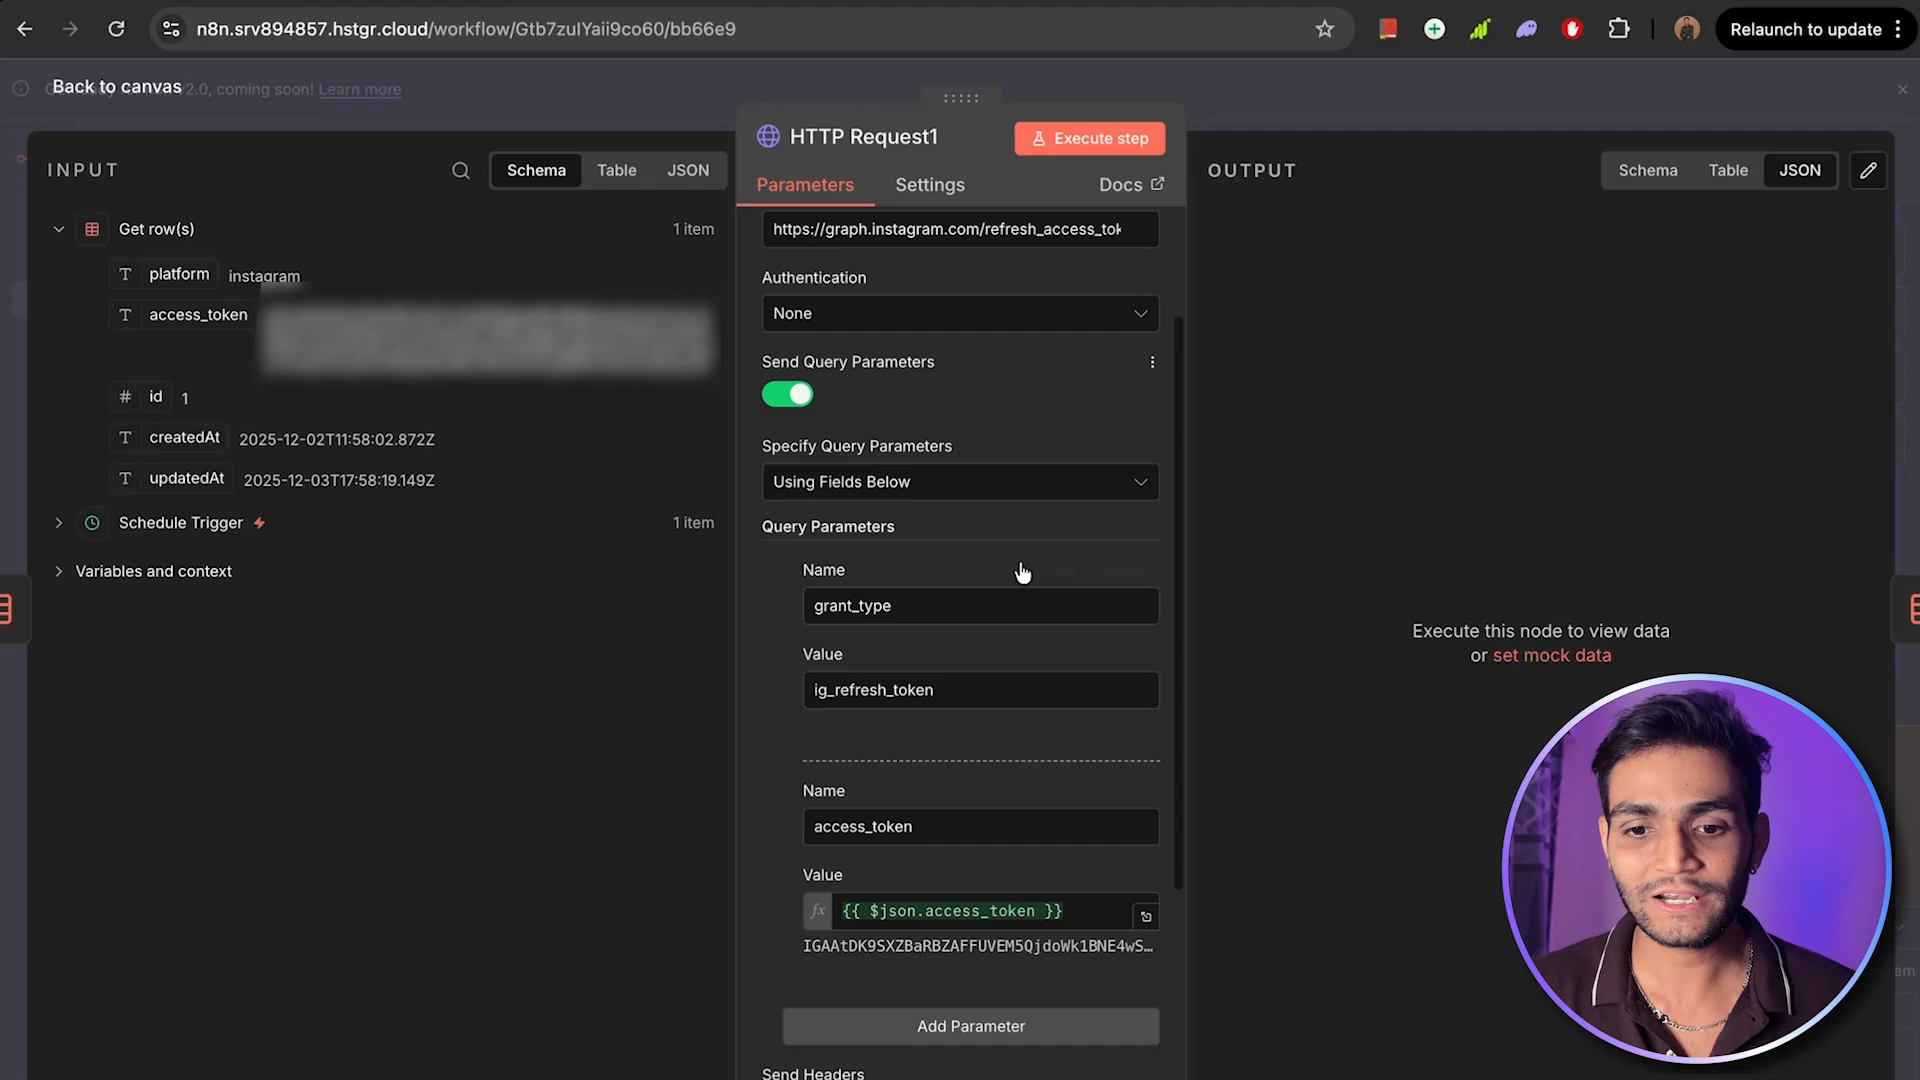 n8n.srv894857.hstgr.cloud/workflow/Gtb7zuIYaii9co60/bb66e9
Relaunch to update
Back to canvas
v2.0, coming soon! Learn more
INPUT
Schema
Table
JSON
Get row(s)
1 item
T platform instagram
T access_token
# id 1
T createdAt 2025-12-02T11:58:02.872Z
T updatedAt 2025-12-03T17:58:19.149Z
Schedule Trigger
1 item
Variables and context
HTTP Request1
Execute step
Parameters
Settings
Docs
https://graph.instagram.com/refresh_access_tok
Authentication
None
Send Query Parameters
Specify Query Parameters
Using Fields Below
Query Parameters
Name
grant_type
Value
ig_refresh_token
Name
access_token
Value
fx {{ $json.access_token }}
IGAAtDK9SXZBaRBZAFFUVEM5QjdoWk1BNE4wS…
Add Parameter
Send Headers
OUTPUT
Schema
Table
JSON
Execute this node to view data
or set mock data